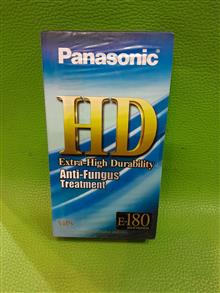 Panasonic
HD
Extra-High Durability
Anti-Fungus
Treatment
VHS
E-180